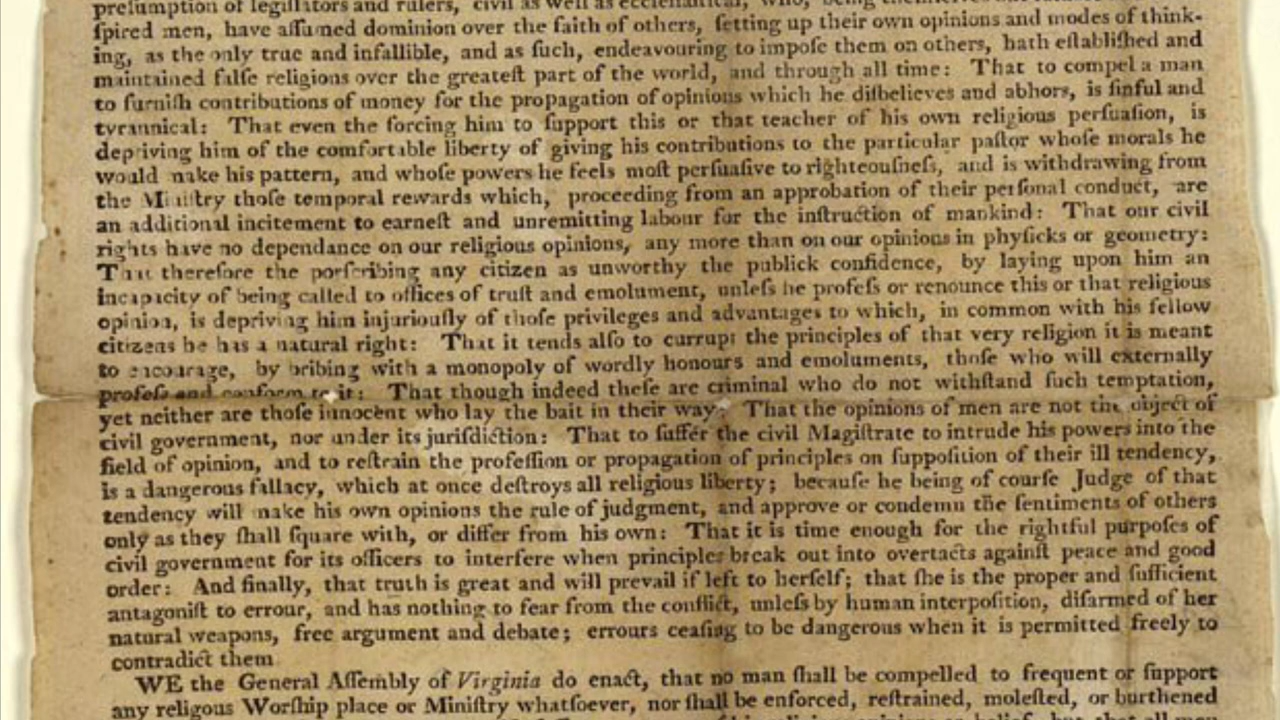 presumption of legiſlators and rulers, civil as well as eccleſiaſtical, who, being themſelves
ſpired men, have aſſumed dominion over the faith of others, ſetting up their own opinions and modes of think-
ing, as the only true and infallible, and as ſuch, endeavouring to impoſe them on others, hath eſtabliſhed and
maintained falſe religions over the greateſt part of the world, and through all time: That to compel a man
to furniſh contributions of money for the propagation of opinions which he diſbelieves and abhors, is ſinful and
tyrannical: That even the forcing him to ſupport this or that teacher of his own religious perſuaſion, is
depriving him of the comfortable liberty of giving his contributions to the particular paſtor whoſe morals he
would make his pattern, and whoſe powers he feels moſt perſuaſive to righteouſneſs, and is withdrawing from
the Miniſtry thoſe temporal rewards which, proceeding from an approbation of their perſonal conduct, are
an additional incitement to earneſt and unremitting labour for the inſtruction of mankind: That our civil
rights have no dependance on our religious opinions, any more than on our opinions in phyſicks or geometry:
That therefore the porſcribing any citizen as unworthy the publick confidence, by laying upon him an
incapicity of being called to offices of truſt and emolument, unleſs he profeſs or renounce this or that religious
opinion, is depriving him injuriouſly of thoſe privileges and advantages to which, in common with his fellow
citizens he has a natural right: That it tends alſo to currupt the principles of that very religion it is meant
to encourage, by bribing with a monopoly of wordly honours and emoluments, thoſe who will externally
profeſs and conform to it: That though indeed theſe are criminal who do not withſtand ſuch temptation,
yet neither are thoſe innocent who lay the bait in their way: That the opinions of men are not the object of
civil government, nor under its juriſdiction: That to ſuffer the civil Magiſtrate to intrude his powers into the
field of opinion, and to reſtrain the profeſſion or propagation of principles on ſuppoſition of their ill tendency,
is a dangerous fallacy, which at once deſtroys all religious liberty; becauſe he being of courſe Judge of that
tendency will make his own opinions the rule of judgment, and approve or condemn the ſentiments of others
only as they ſhall ſquare with, or differ from his own: That it is time enough for the rightful purpoſes of
civil government for its officers to interfere when principles break out into overtacts againſt peace and good
order: And finally, that truth is great and will prevail if left to herſelf; that ſhe is the proper and ſufficient
antagoniſt to errour, and has nothing to fear from the conflict, unleſs by human interpoſition, diſarmed of her
natural weapons, free argument and debate; errours ceaſing to be dangerous when it is permitted freely to
contradict them
WE the General Aſſembly of Virginia do enact, that no man ſhall be compelled to frequent or ſupport
any religous Worſhip place or Miniſtry whatſoever, nor ſhall be enforced, reſtrained, moleſted, or burthened